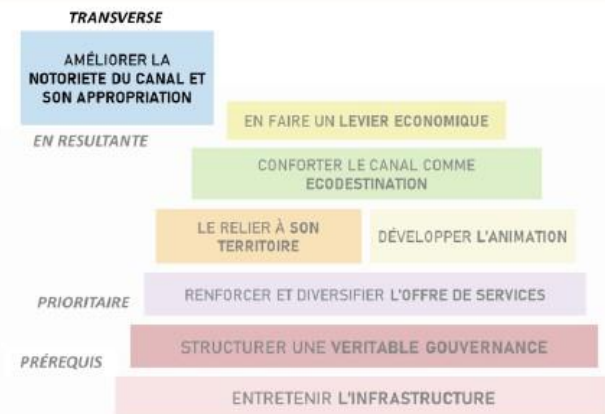 TRANSVERSE
AMÉLIORER LA
NOTORIETE DU CANAL ET
SON APPROPRIATION
EN FAIRE UN LEVIER ECONOMIQUE
EN RESULTANTE
CONFORTER LE CANAL COMME
ECODESTINATION
LE RELIER À SON
TERRITOIRE
DÉVELOPPER L'ANIMATION
RENFORCER ET DIVERSIFIER L'OFFRE DE SERVICES
PRIORITAIRE
STRUCTURER UNE VERITABLE GOUVERNANCE
PRÉREQUIS
ENTRETENIR L'INFRASTRUCTURE